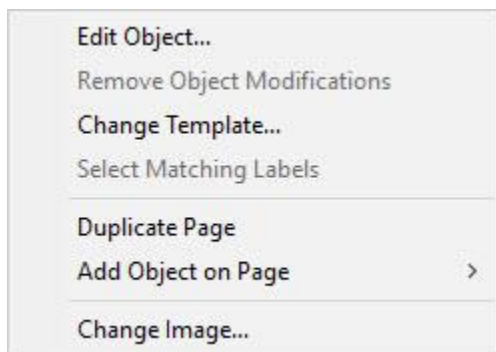 Edit Object...
Remove Object Modifications
Change Template...
Select Matching Labels
Duplicate Page
Add Object on Page
Change Image...